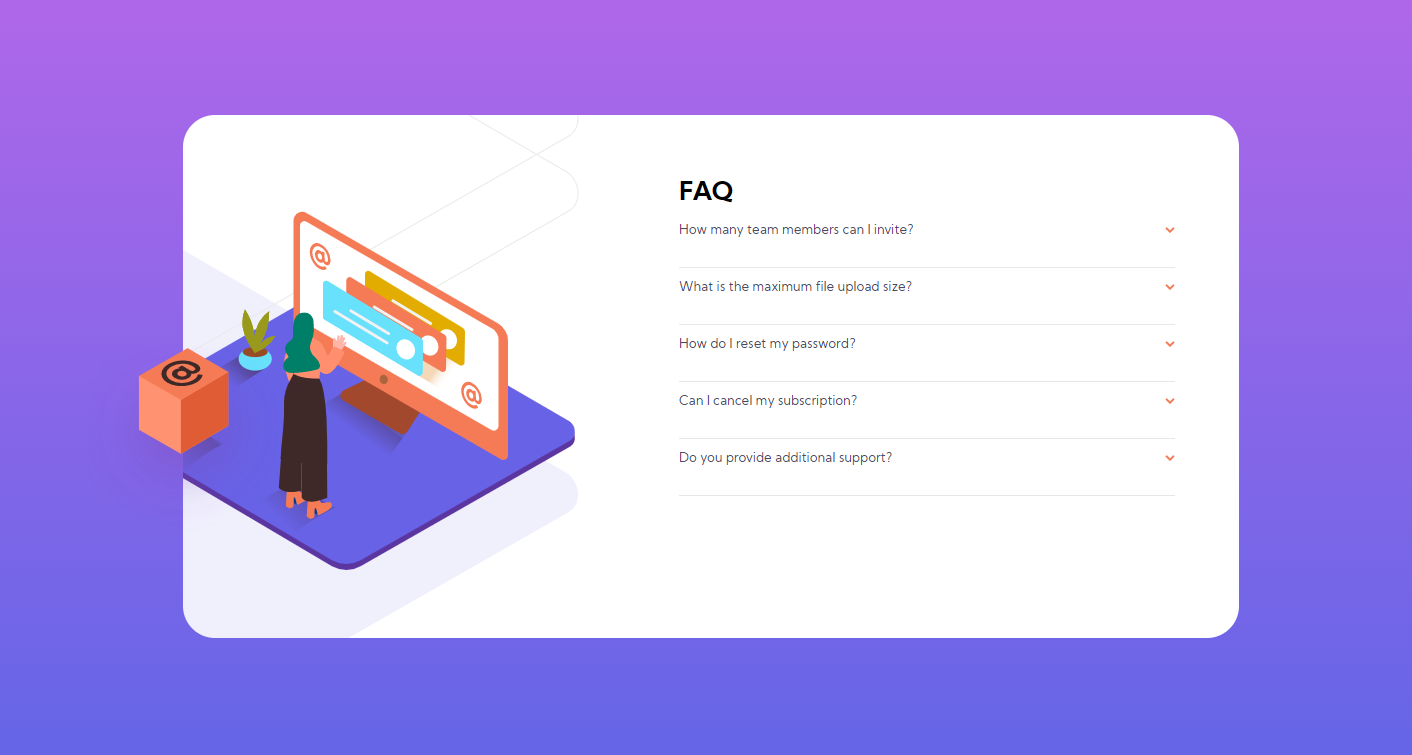 @
@
@
FAQ
How many team members can I invite?
What is the maximum file upload size?
How do I reset my password?
Can I cancel my subscription?
Do you provide additional support?